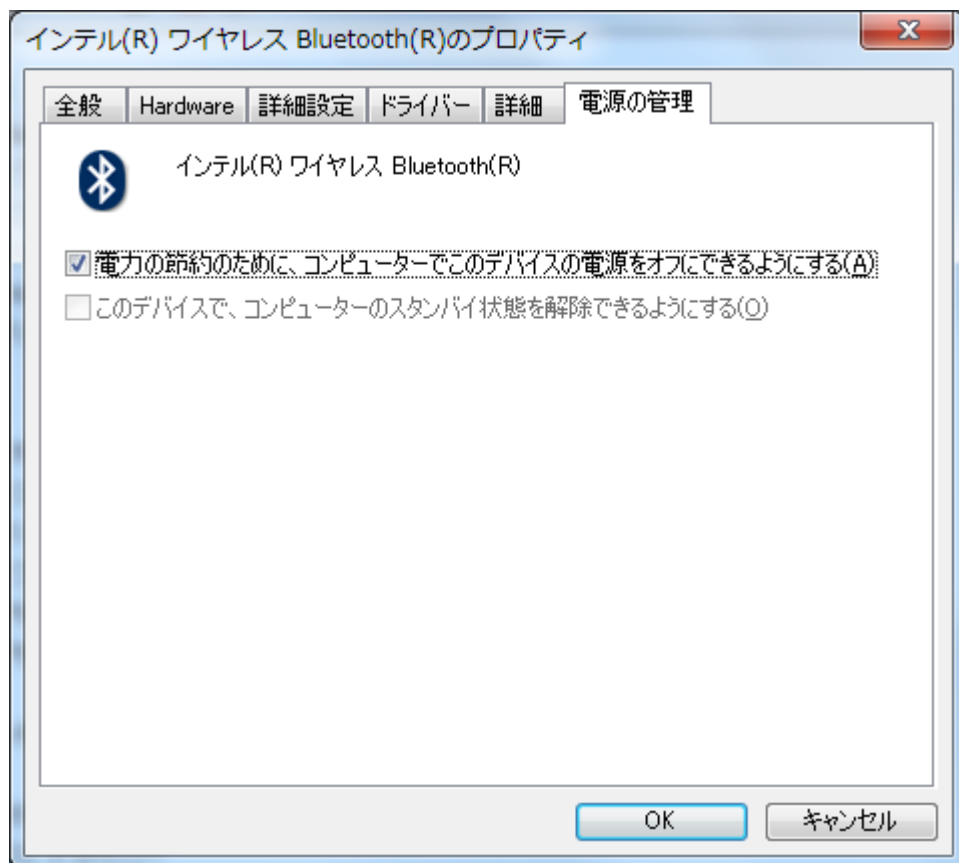 インテル(R) ワイヤレス Bluetooth(R)のプロパティ
全般 Hardware 詳細設定 ドライバー 詳細 電源の管理
インテル(R) ワイヤレス Bluetooth(R)
電力の節約のために、コンピューターでこのデバイスの電源をオフにできるようにする(A)
このデバイスで、コンピューターのスタンバイ状態を解除できるようにする(O)
OK キャンセル